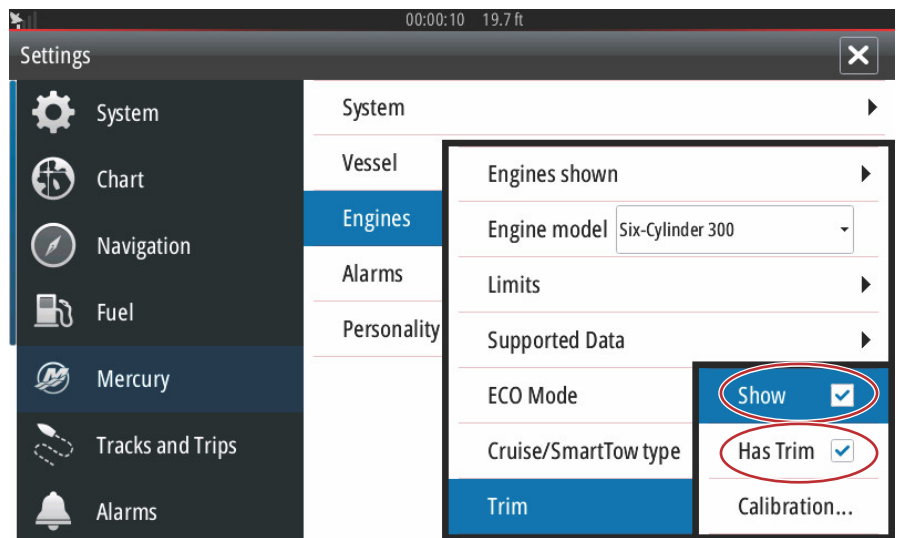 00:00:10 19.7 ft
Settings
System
Chart
Navigation
Fuel
Mercury
Tracks and Trips
Alarms
System
Vessel
Engines
Alarms
Personality
Engines shown
Engine model Six-Cylinder 300
Limits
Supported Data
ECO Mode
Cruise/SmartTow type
Trim
Show
Has Trim
Calibration...